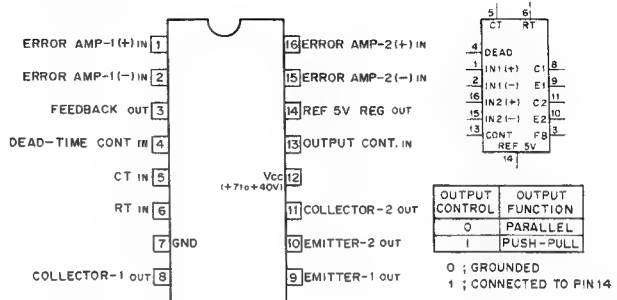 ERROR AMP-1(+) IN 1
ERROR AMP-1(-) IN 2
FEEDBACK OUT 3
DEAD-TIME CONT IN 4
CT IN 5
RT IN 6
7 GND
COLLECTOR-1 OUT 8
16 ERROR AMP-2(+) IN
15 ERROR AMP-2(-) IN
14 REF 5V REG OUT
13 OUTPUT CONT. IN
Vcc 12
(+7to+40V)
11 COLLECTOR-2 OUT
10 EMITTER-2 OUT
9 EMITTER-1 OUT
5 6
CT RT
4 DEAD
1 IN1(+) C1 8
2 IN1(-) E1 9
16 IN2(+) C2 11
15 IN2(-) E2 10
13 CONT FB 3
REF 5V
14
OUTPUT CONTROL OUTPUT FUNCTION
0 PARALLEL
1 PUSH-PULL
0 ; GROUNDED
1 ; CONNECTED TO PIN 14